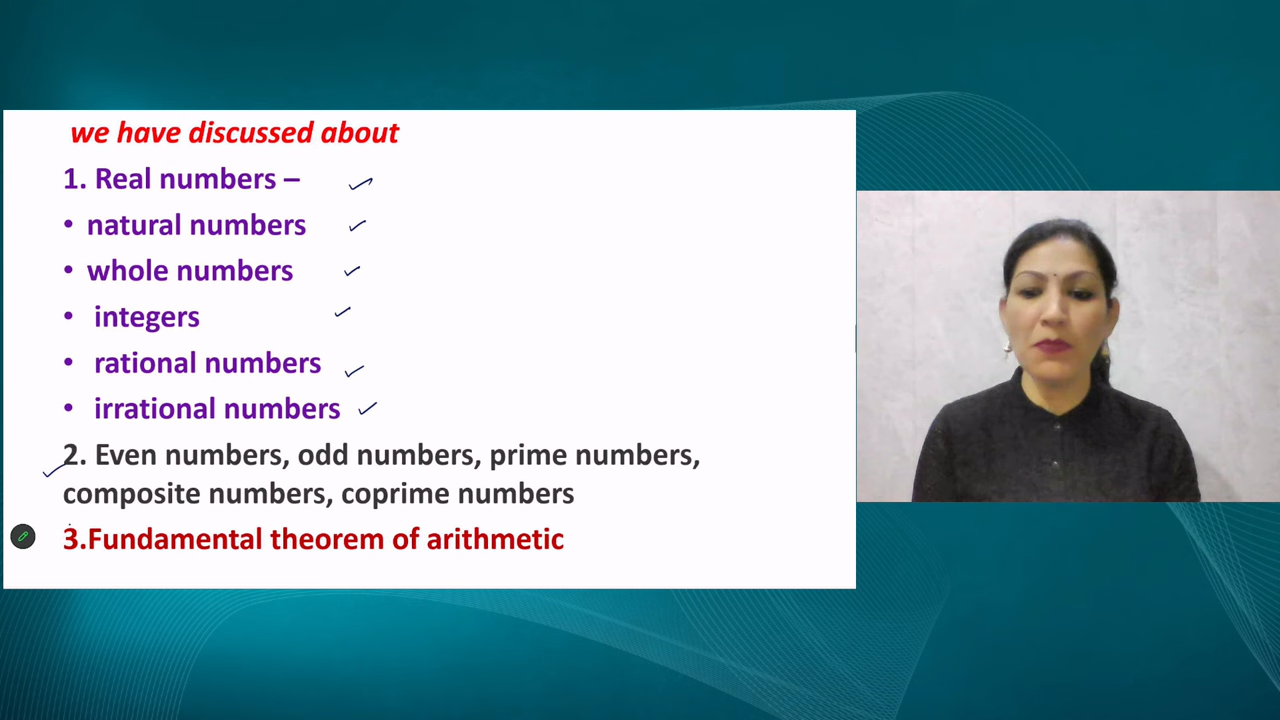 we have discussed about
1. Real numbers –
• natural numbers
• whole numbers
• integers
• rational numbers
• irrational numbers
2. Even numbers, odd numbers, prime numbers,
composite numbers, coprime numbers
3.Fundamental theorem of arithmetic